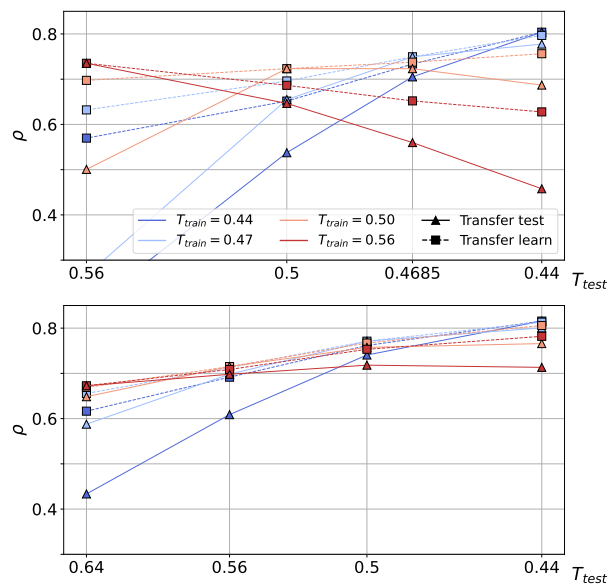 0.8
0.6
0.4
ρ
T_train = 0.44
T_train = 0.50
Transfer test
T_train = 0.47
T_train = 0.56
Transfer learn
0.56 0.5 0.4685 0.44
T_test
0.8
0.6
0.4
ρ
0.64 0.56 0.5 0.44
T_test